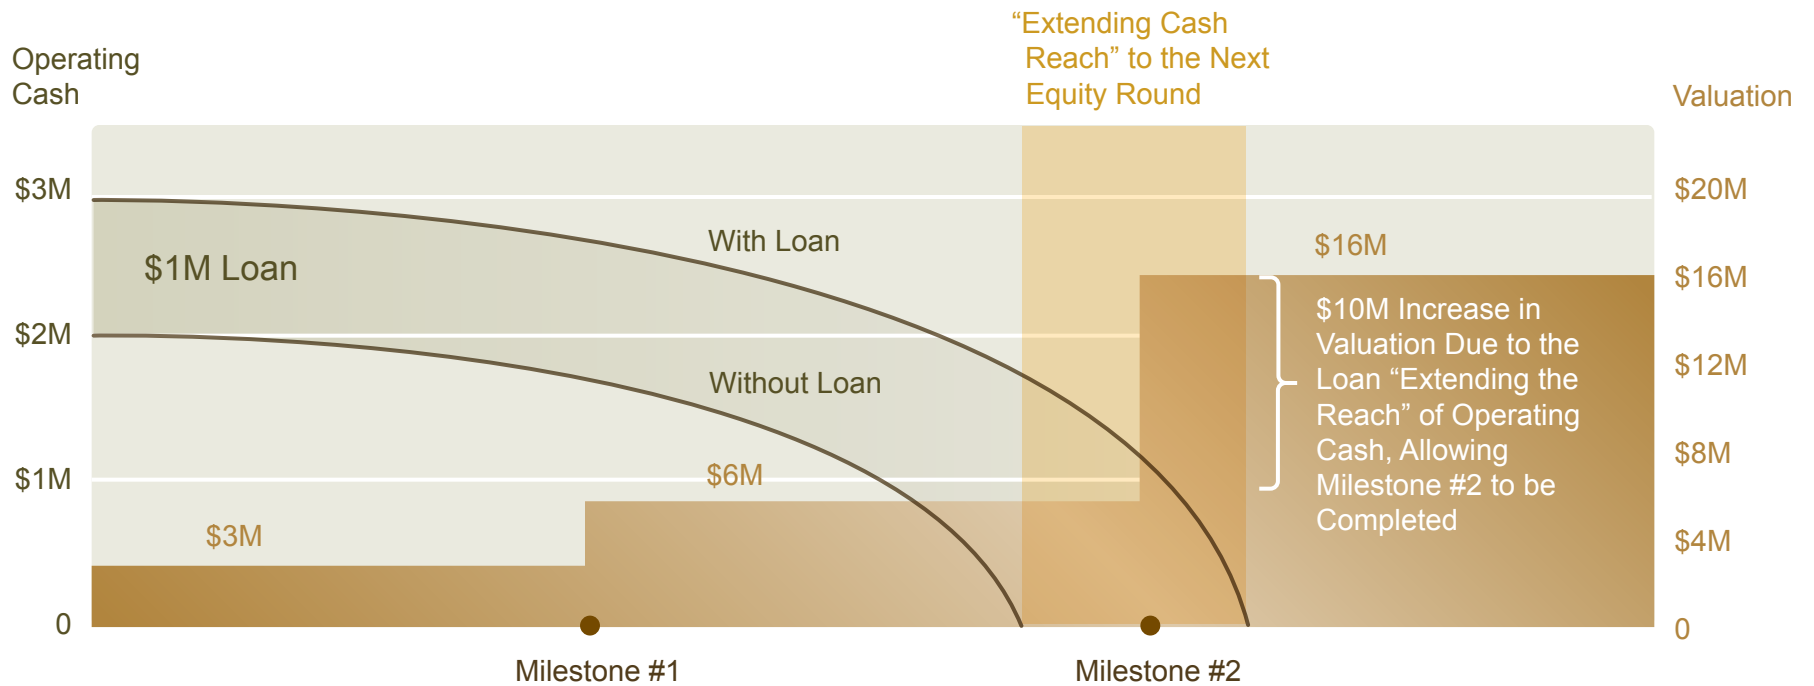 “Extending Cash
Reach” to the Next
Equity Round
Operating
Cash
Valuation
$3M
$2M
$1M
0
$20M
$16M
$12M
$8M
$4M
0
$1M Loan
With Loan
Without Loan
$3M
$6M
$16M
$10M Increase in
Valuation Due to the
Loan “Extending the
Reach” of Operating
Cash, Allowing
Milestone #2 to be
Completed
Milestone #1
Milestone #2